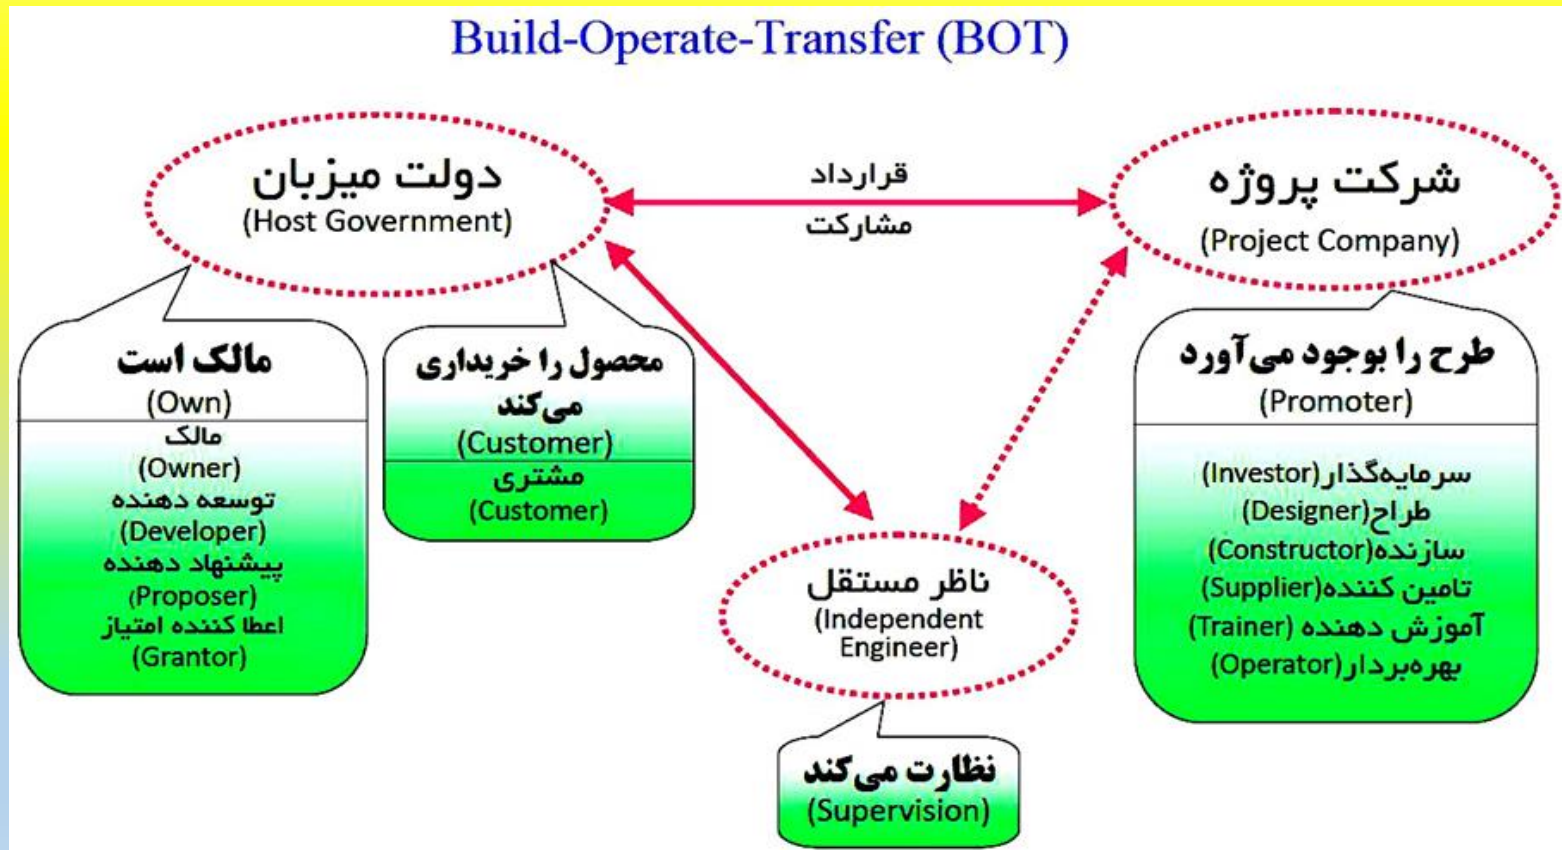 Build-Operate-Transfer (BOT)
دولت میزبان
(Host Government)
قرارداد
مشارکت
شرکت پروژه
(Project Company)
مالک است
(Own)
مالک
(Owner)
توسعه دهنده
(Developer)
پیشنهاد دهنده
(Proposer)
اعطا کننده امتیاز
(Grantor)
محصول را خریداری
می‌کند
(Customer)
مشتری
(Customer)
طرح را بوجود می‌آورد
(Promoter)
سرمایه‌گذار(Investor)
طراح(Designer)
سازنده(Constructor)
تامین کننده(Supplier)
آموزش دهنده (Trainer)
بهره‌بردار(Operator)
ناظر مستقل
(Independent
Engineer)
نظارت می‌کند
(Supervision)